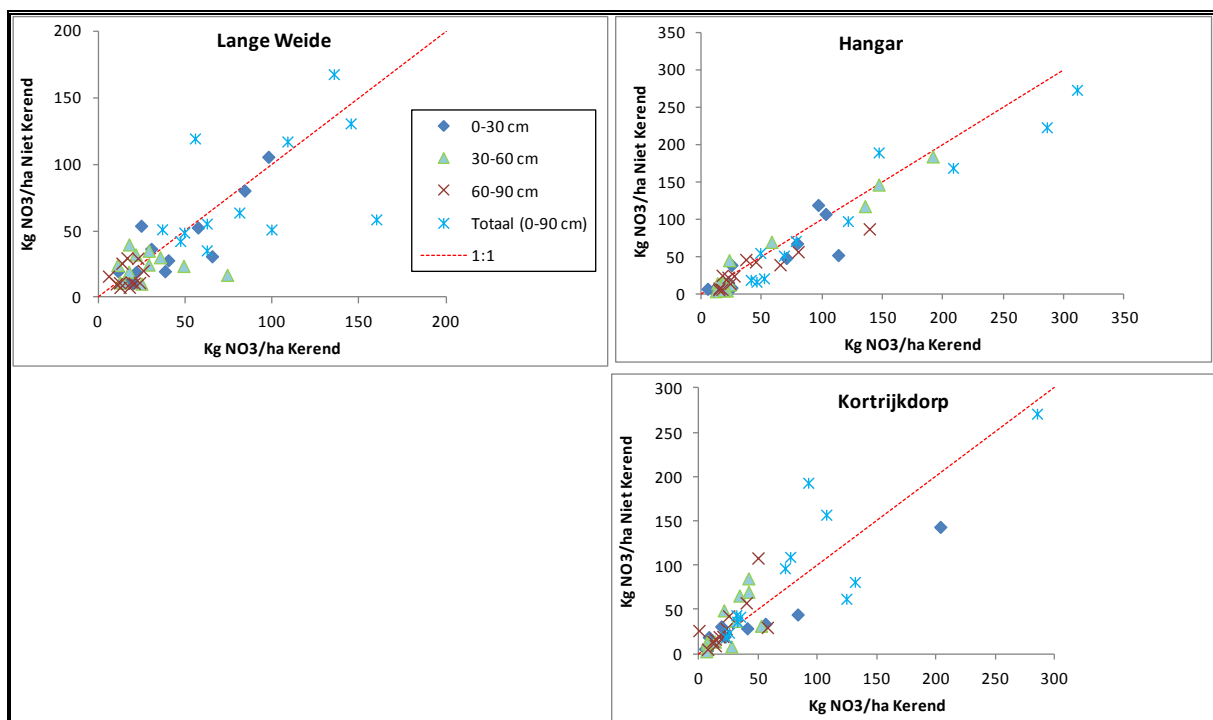 Lange Weide
Kg NO3/ha Niet Kerend
200
150
100
50
0
0 50 100 150 200
Kg NO3/ha Kerend
0-30 cm
30-60 cm
60-90 cm
Totaal (0-90 cm)
1:1
Hangar
Kg NO3/ha Niet Kerend
350
300
250
200
150
100
50
0
0 50 100 150 200 250 300 350
Kg NO3/ha Kerend
Kortrijkdorp
Kg NO3/ha Niet Kerend
300
250
200
150
100
50
0
0 50 100 150 200 250 300
Kg NO3/ha Kerend